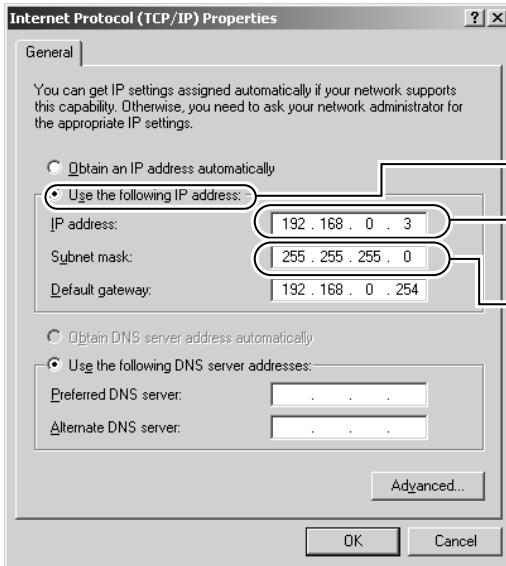 Internet Protocol (TCP/IP) Properties
General
You can get IP settings assigned automatically if your network supports
this capability. Otherwise, you need to ask your network administrator for
the appropriate IP settings.
Obtain an IP address automatically
Use the following IP address:
IP address: 192 . 168 . 0 . 3
Subnet mask: 255 . 255 . 255 . 0
Default gateway: 192 . 168 . 0 . 254
Obtain DNS server address automatically
Use the following DNS server addresses:
Preferred DNS server: . . .
Alternate DNS server: . . .
Advanced...
OK Cancel